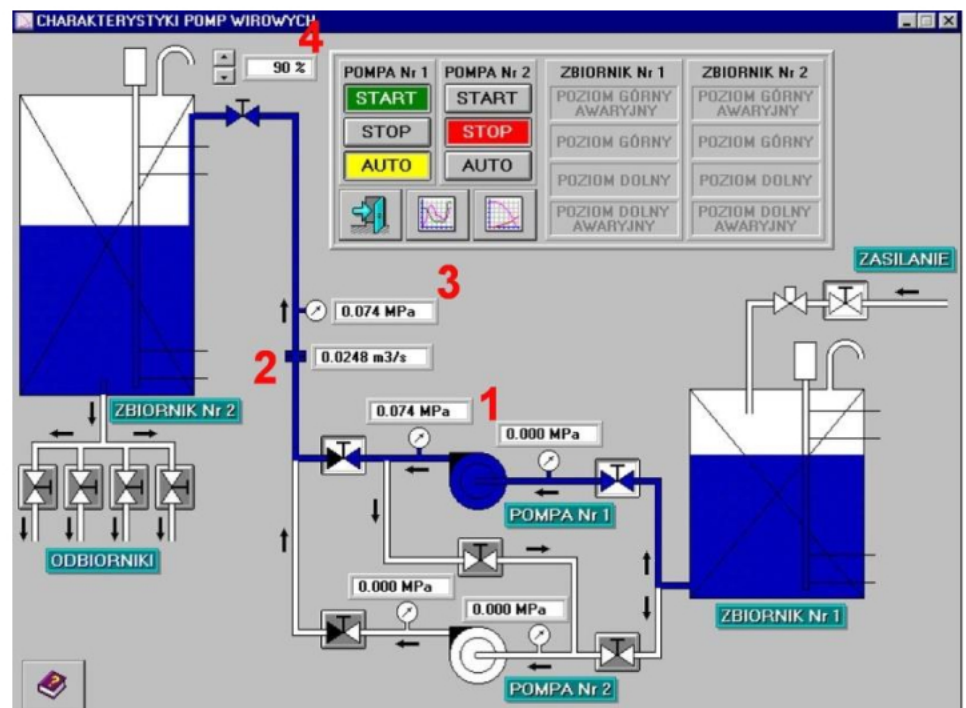 CHARAKTERYSTYKI POMP WIROWYCH
4
90 %
POMPA Nr 1
START
STOP
AUTO
POMPA Nr 2
START
STOP
AUTO
ZBIORNIK Nr 1
POZIOM GÓRNY
AWARYJNY
POZIOM GÓRNY
POZIOM DOLNY
POZIOM DOLNY
AWARYJNY
ZBIORNIK Nr 2
POZIOM GÓRNY
AWARYJNY
POZIOM GÓRNY
POZIOM DOLNY
POZIOM DOLNY
AWARYJNY
ZASILANIE
3
0.074 MPa
2
0.0248 m3/s
ZBIORNIK Nr 2
0.074 MPa
1
0.000 MPa
POMPA Nr 1
ODBIORNIKI
0.000 MPa
0.000 MPa
ZBIORNIK Nr 1
POMPA Nr 2